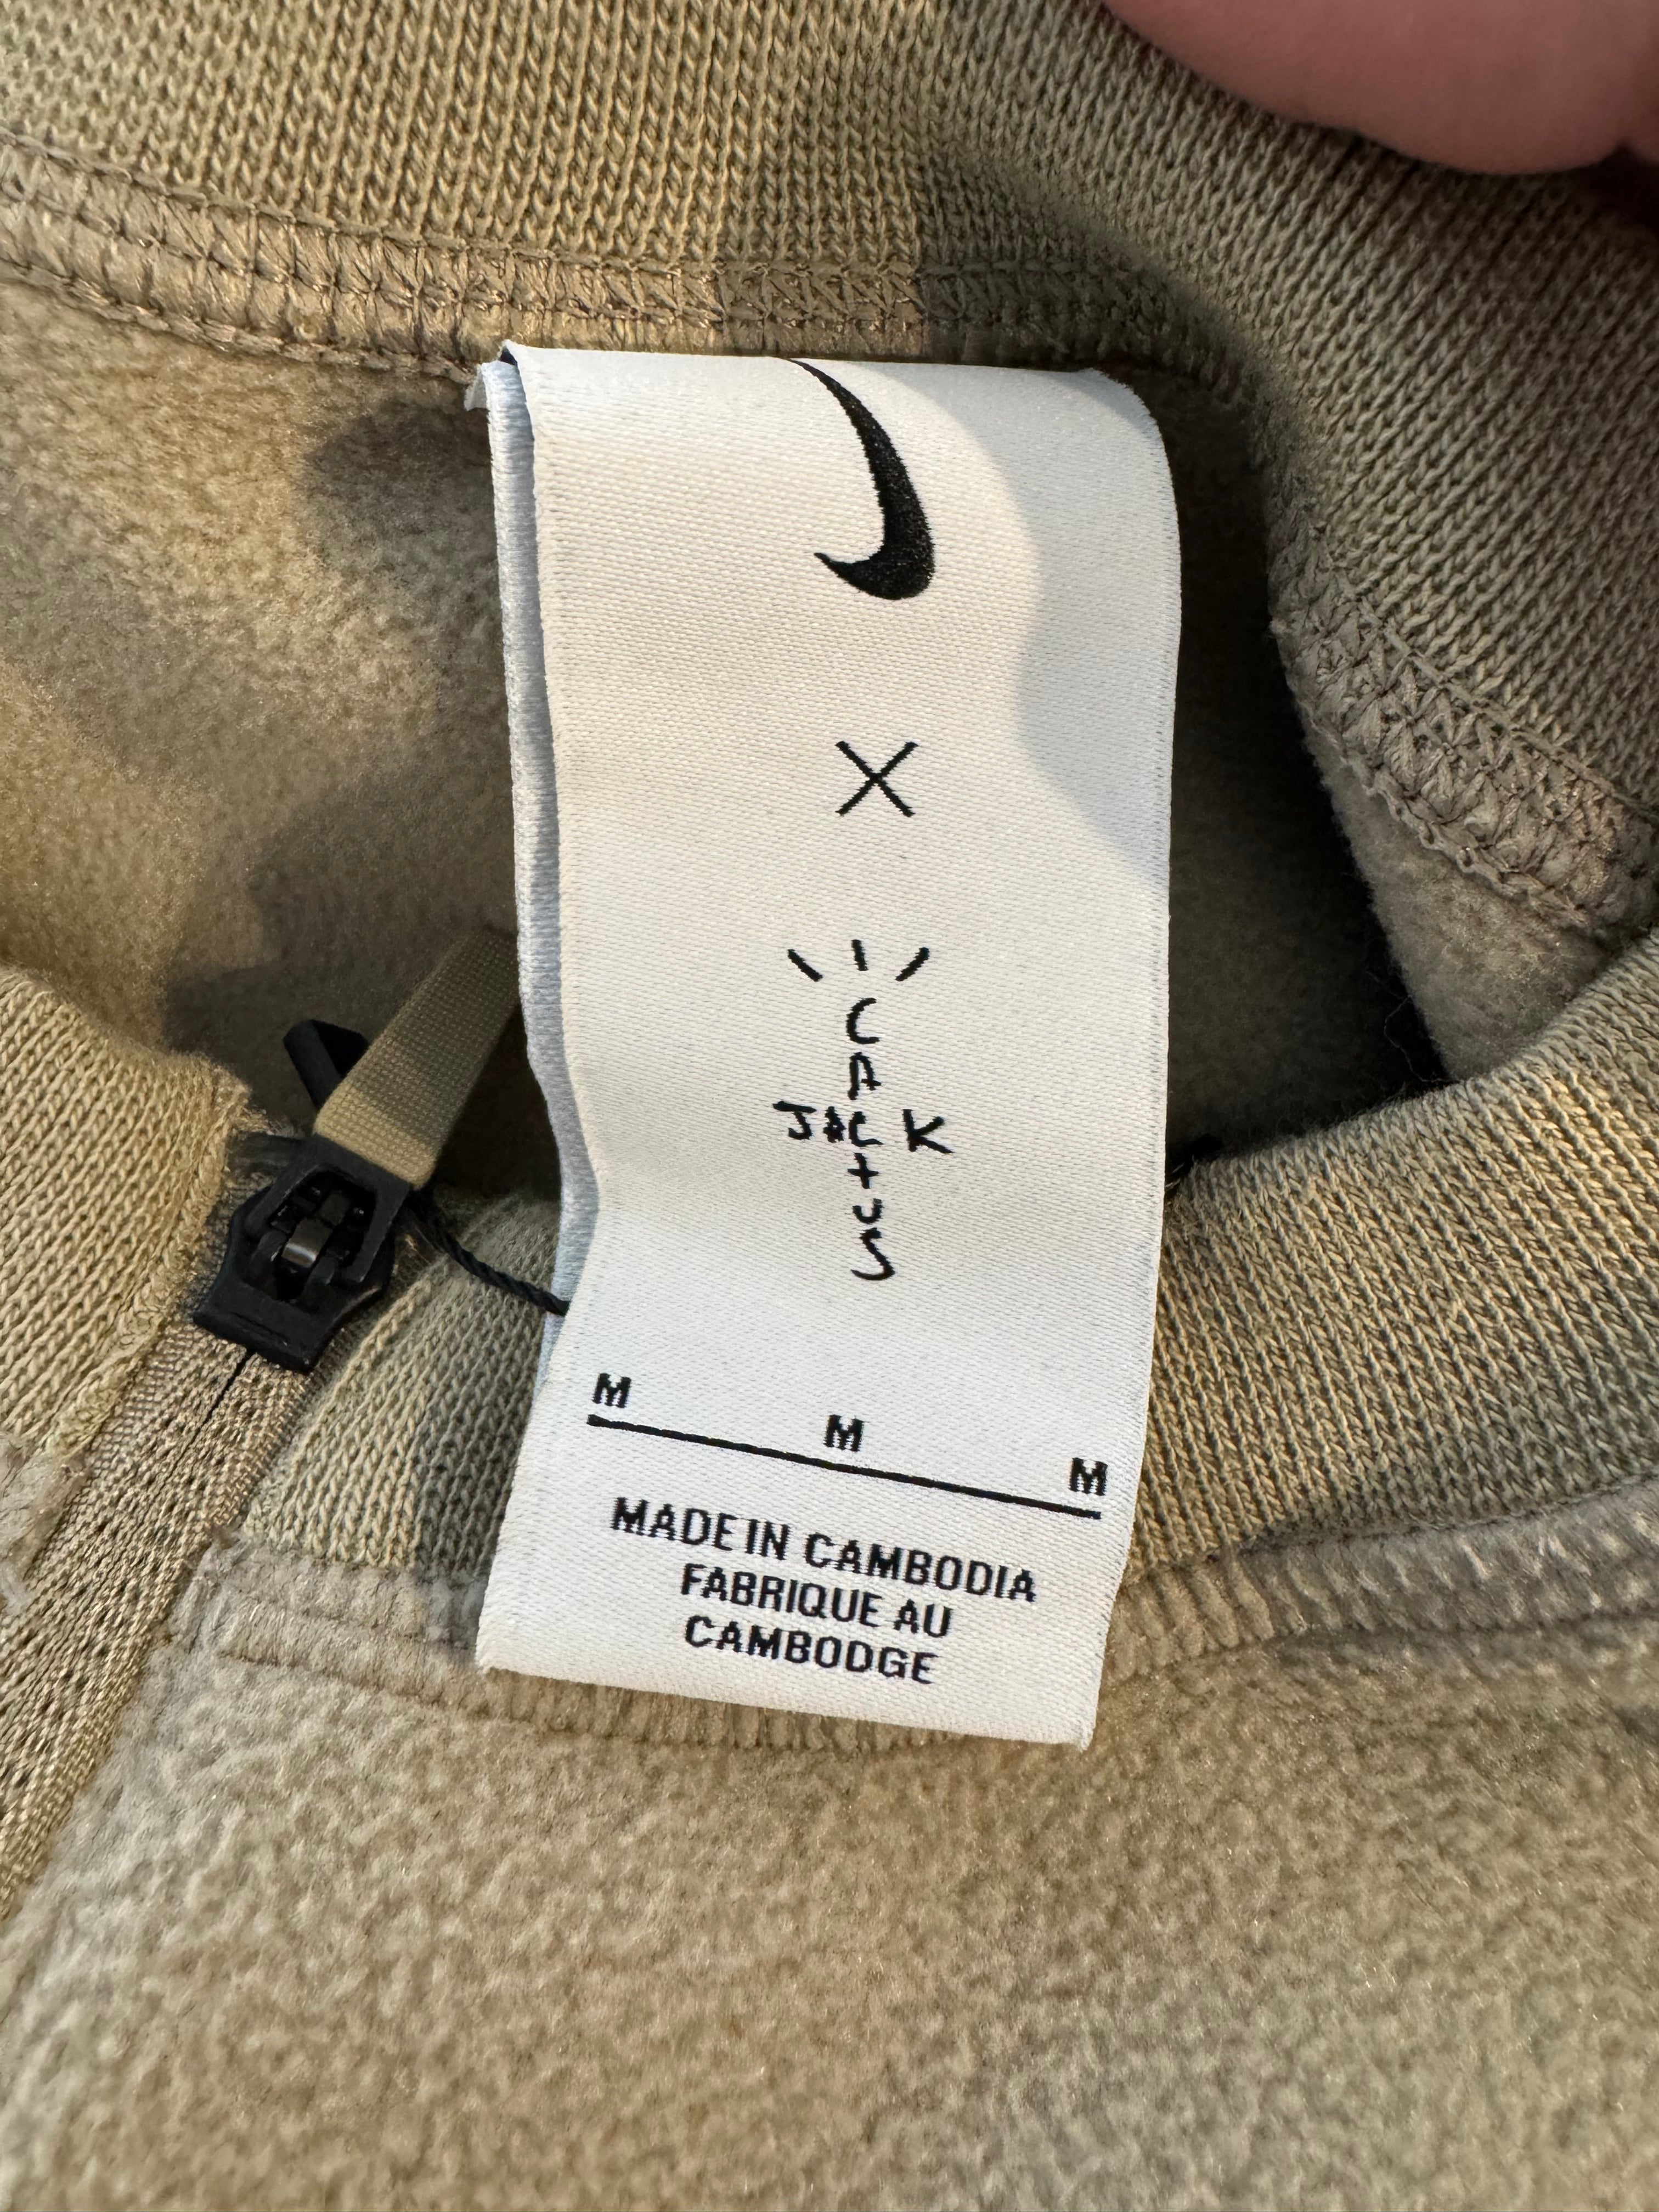 X
CACTUS
JACK
M M M
MADE IN CAMBODIA
FABRIQUE AU
CAMBODGE